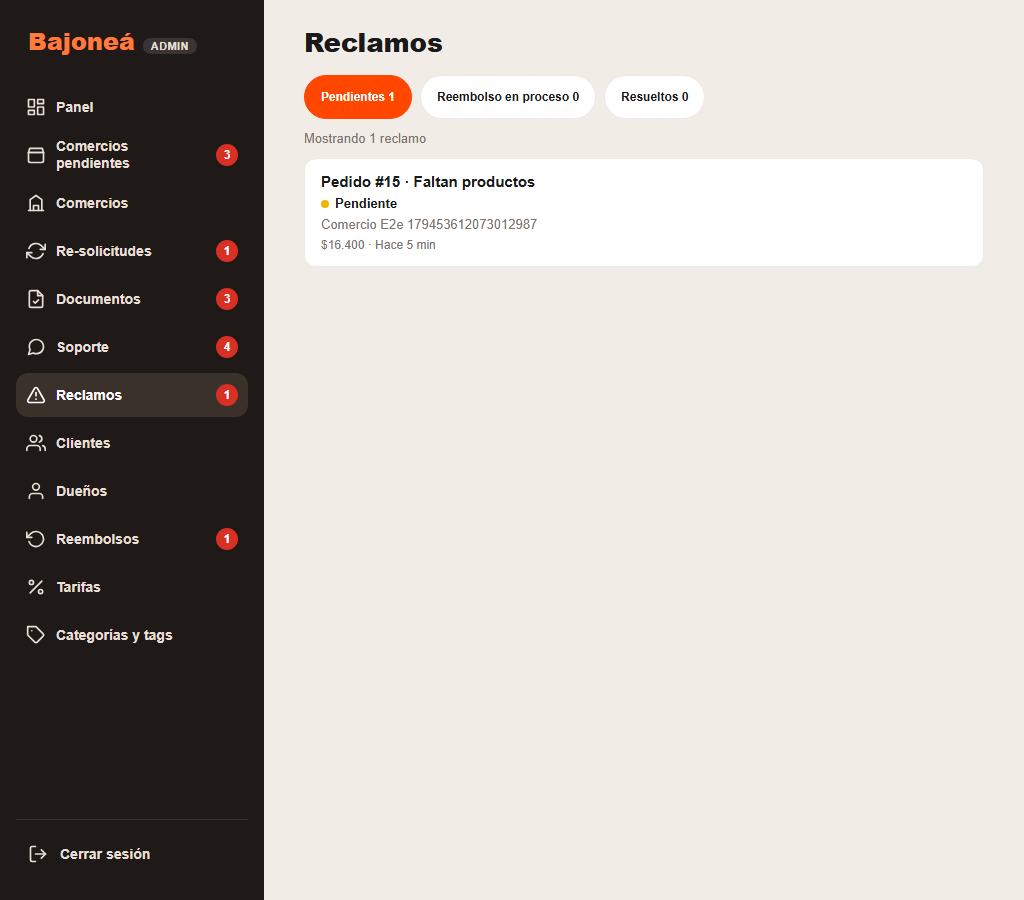 Bajoneá ADMIN
Panel
Comercios
pendientes 3
Comercios
Re-solicitudes 1
Documentos 3
Soporte 4
Reclamos 1
Clientes
Dueños
Reembolsos 1
Tarifas
Categorías y tags
Cerrar sesión
Reclamos
Pendientes 1 Reembolso en proceso 0 Resueltos 0
Mostrando 1 reclamo
Pedido #15 · Faltan productos
Pendiente
Comercio E2e 179453612073012987
$16.400 · Hace 5 min